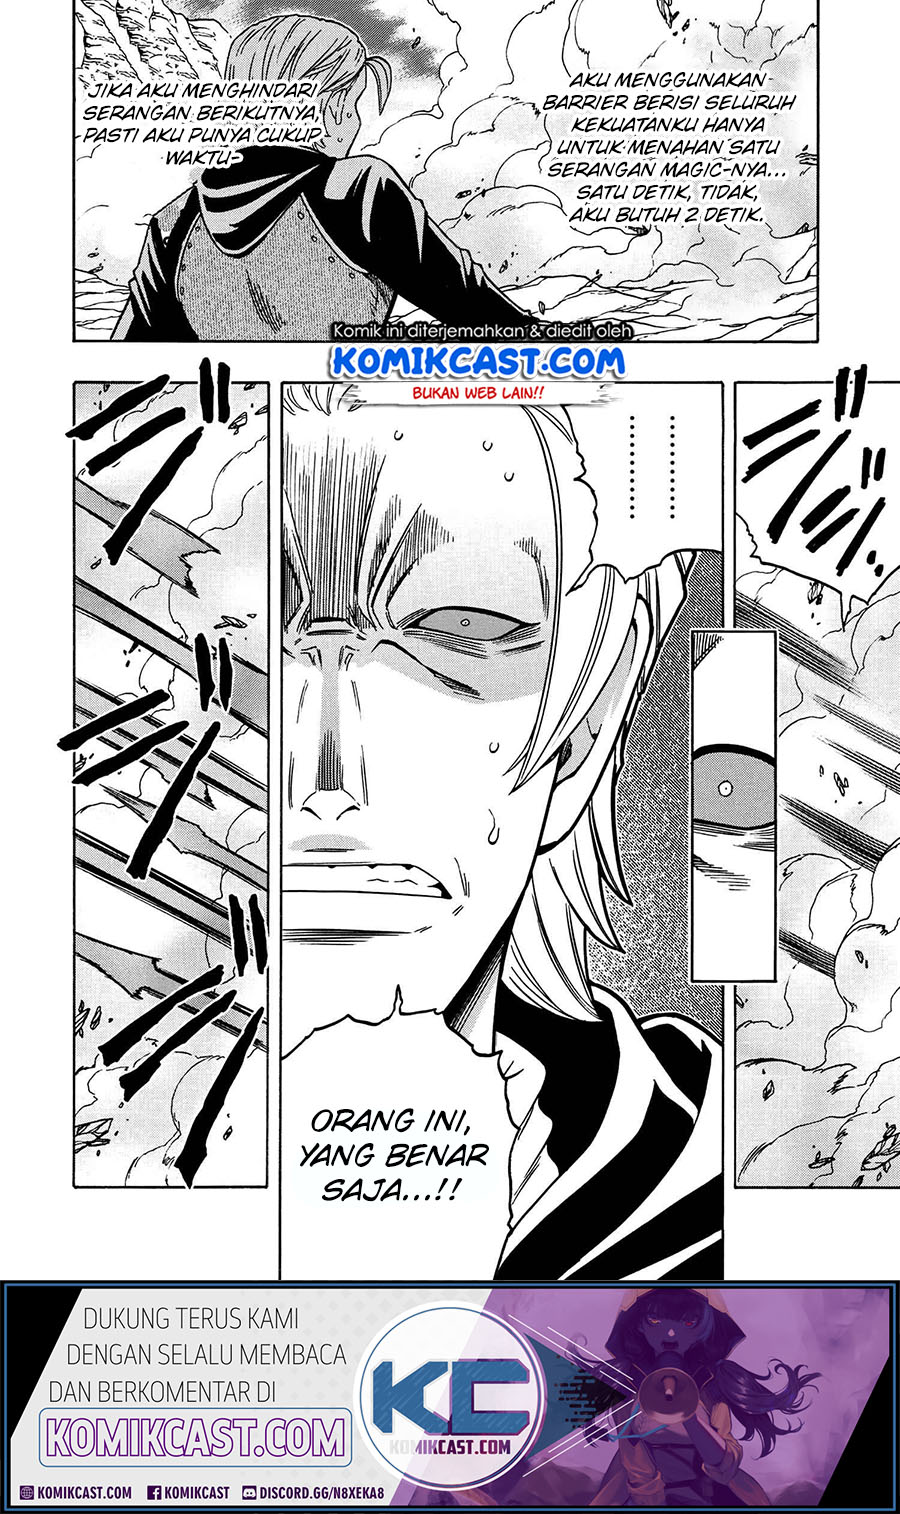 AKU MENGGUNAKAN
BARRIER BERISI SELURUH
KEKUATANKU HANYA
UNTUK MENAHAN SATU
SERANGAN MAGIC-NYA...
SATU DETIK, TIDAK,
AKU BUTUH 2 DETIK.
JIKA AKU MENGHINDARI
SERANGAN BERIKUTNYA,
PASTI AKU PUNYA CUKUP
WAKTU-
Komik ini diterjemahkan & diedit oleh
KOMIKCAST.COM
BUKAN WEB LAIN!!
ORANG INI,
YANG BENAR
SAJA...!!
DUKUNG TERUS KAMI
DENGAN SELALU MEMBACA
DAN BERKOMENTAR DI
KOMIKCAST.COM
KC
KOMIKCAST.COM
KOMIKCAST.COM KOMIKCAST DISCORD.GG/N8XEKA8